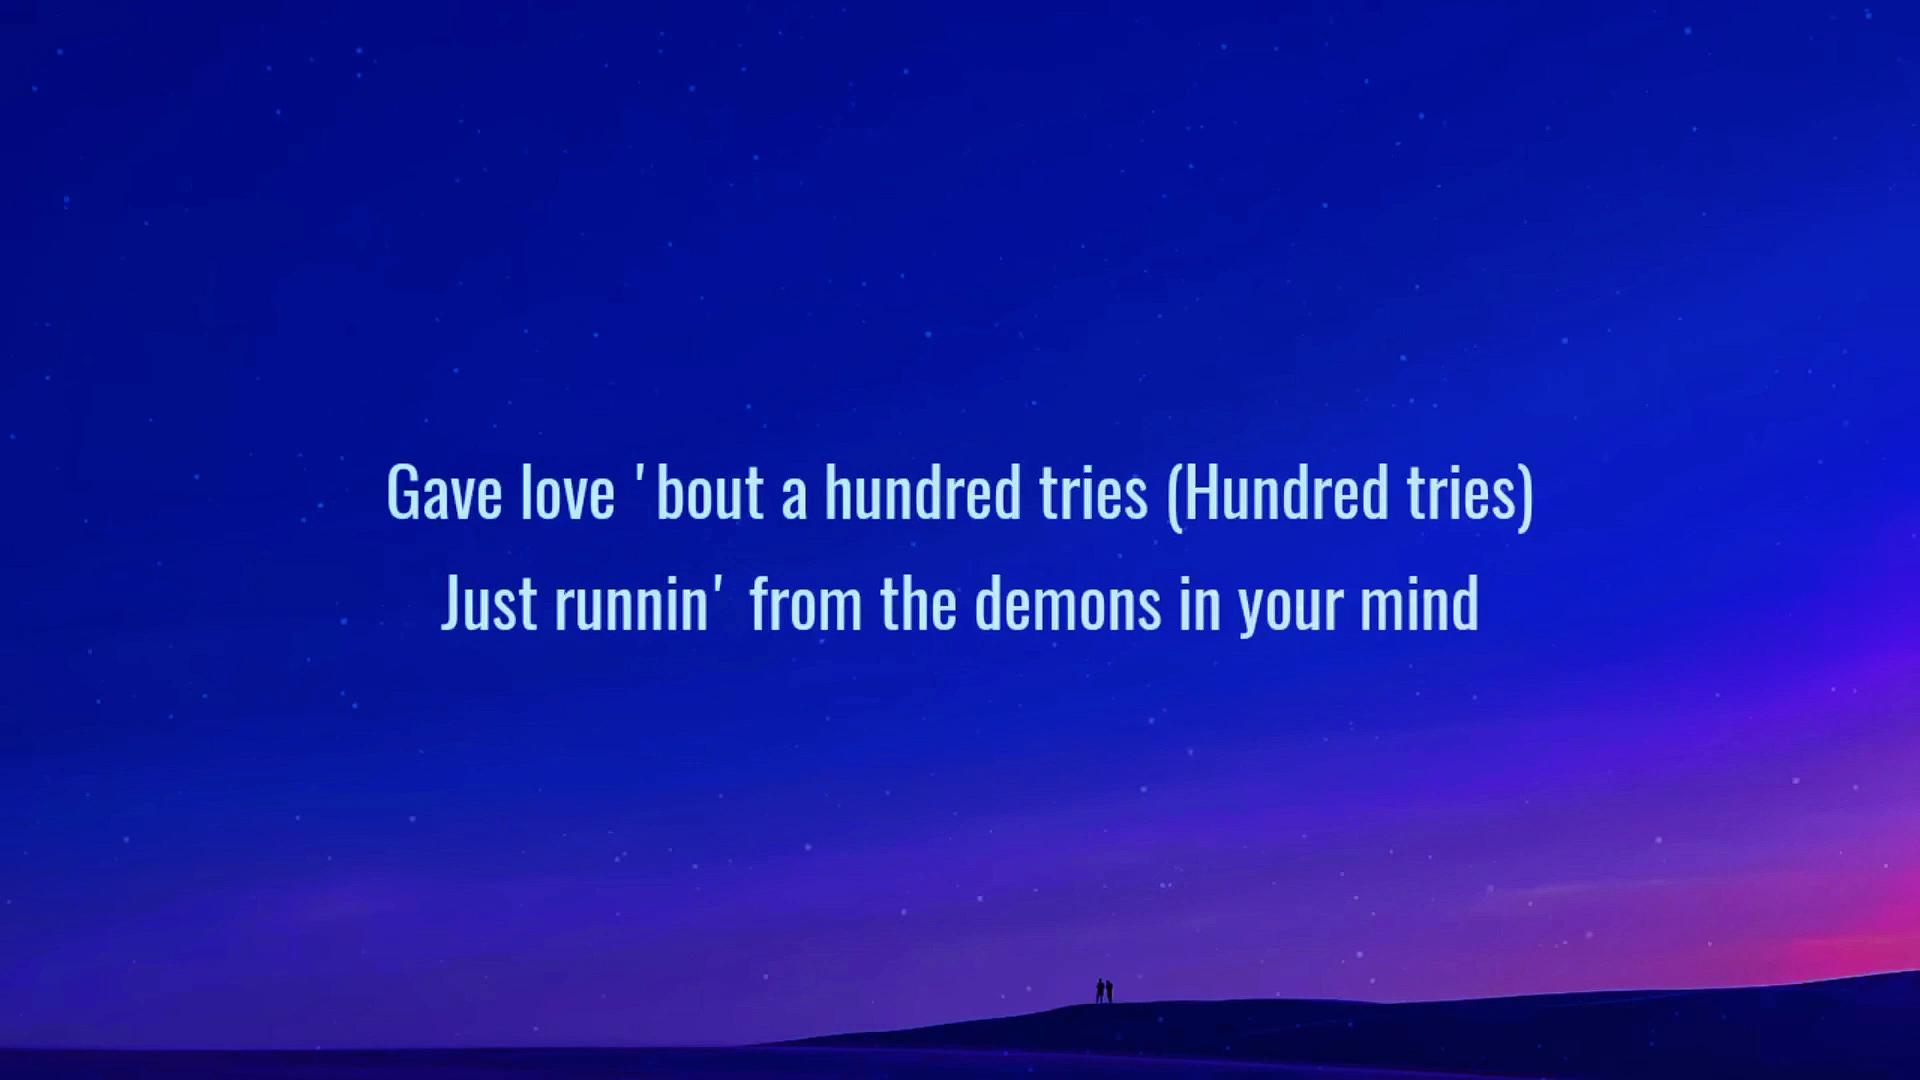 Gave love 'bout a hundred tries (Hundred tries)
Just runnin' from the demons in your mind